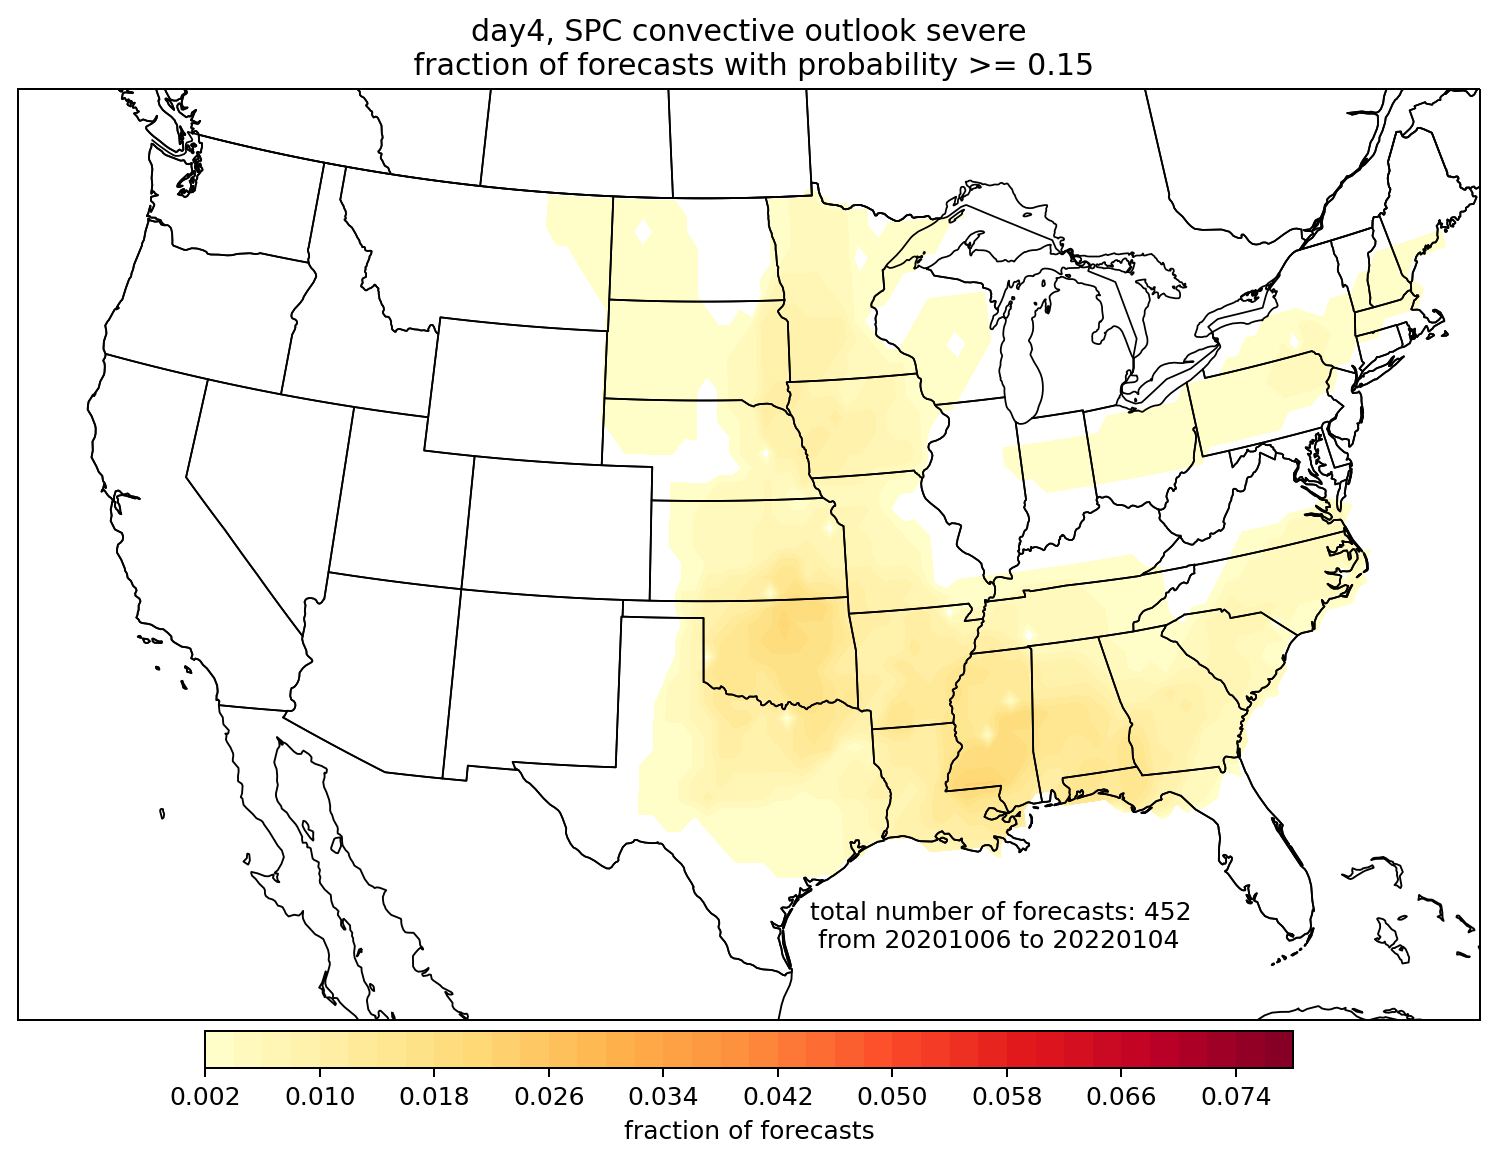 day4, SPC convective outlook severe
fraction of forecasts with probability >= 0.15
total number of forecasts: 452
from 20201006 to 20220104
0.002 0.010 0.018 0.026 0.034 0.042 0.050 0.058 0.066 0.074
fraction of forecasts